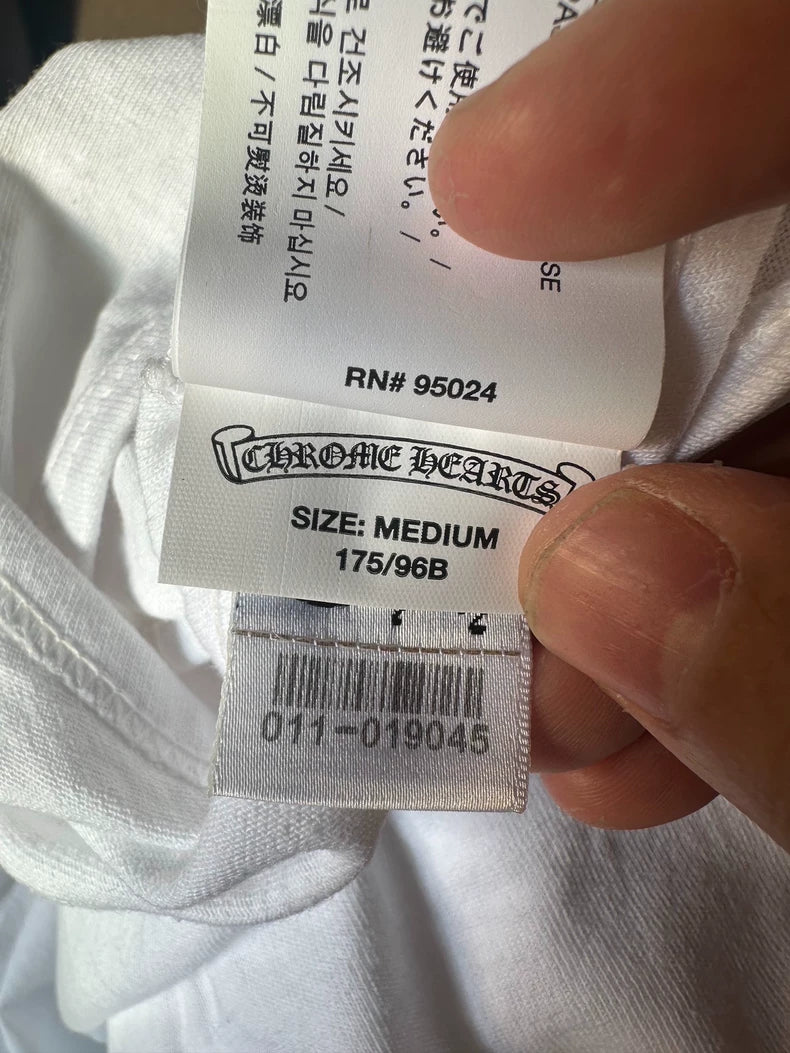 漂白 / 不可熨烫装饰
건조시키세요 /
다림질하지 마십시오
でご使用
お避けください。 /
SE
RN# 95024
CHROME HEARTS
SIZE: MEDIUM
175/96B
011-019045